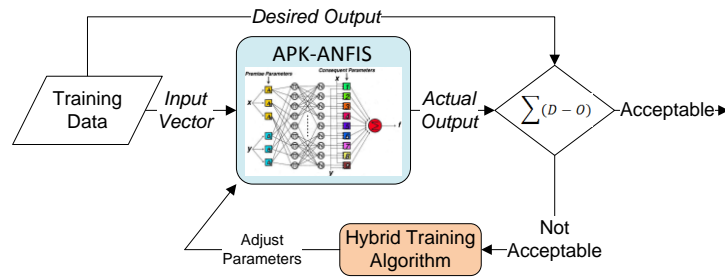 Desired Output
APK-ANFIS
Premise Parameters
Consequent Parameters
x
Training
Data
Input
Vector
x
y
f
y
Actual
Output
∑(D − O)
Acceptable
Not
Acceptable
Hybrid Training
Algorithm
Adjust
Parameters